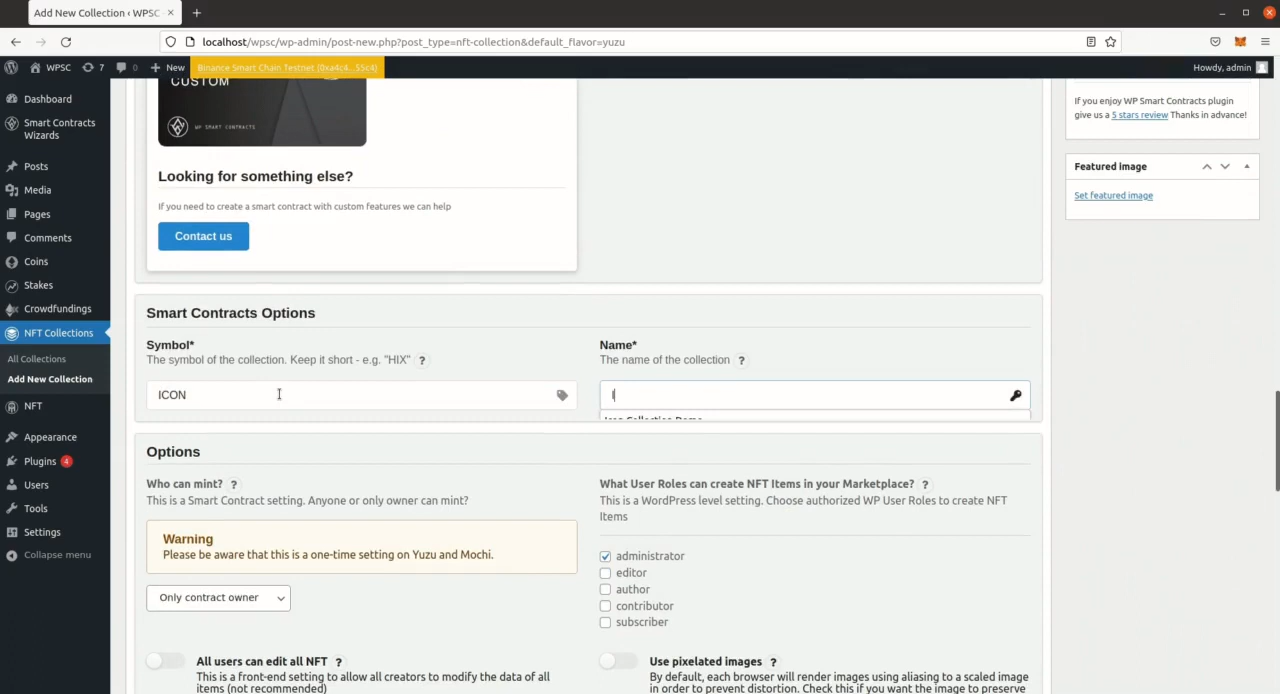 Add New Collection ‹ WPSC
localhost/wpsc/wp-admin/post-new.php?post_type=nft-collection&default_flavor=yuzu
WPSC 7 0 New Binance Smart Chain Testnet (0xa4c4...55c4) Howdy, admin
Dashboard
Smart Contracts
Wizards
Posts
Media
Pages
Comments
Coins
Stakes
Crowdfundings
NFT Collections
All Collections
Add New Collection
NFT
Appearance
Plugins 4
Users
Tools
Settings
Collapse menu
CUSTOM
WP SMART CONTRACTS
Looking for something else?
If you need to create a smart contract with custom features we can help
Contact us
Smart Contracts Options
Symbol*
The symbol of the collection. Keep it short - e.g. "HIX" ?
ICON
Name*
The name of the collection ?
I
Options
Who can mint? ?
This is a Smart Contract setting. Anyone or only owner can mint?
Warning
Please be aware that this is a one-time setting on Yuzu and Mochi.
Only contract owner
What User Roles can create NFT Items in your Marketplace? ?
This is a WordPress level setting. Choose authorized WP User Roles to create NFT
Items
administrator
editor
author
contributor
subscriber
All users can edit all NFT ?
This is a front-end setting to allow all creators to modify the data of all
items (not recommended)
Use pixelated images ?
By default, each browser will render images using aliasing to a scaled image
in order to prevent distortion. Check this if you want the image to preserve
If you enjoy WP Smart Contracts plugin
give us a 5 stars review Thanks in advance!
Featured image
Set featured image